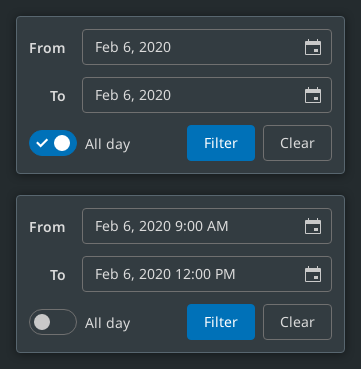 From Feb 6, 2020
To Feb 6, 2020
All day Filter Clear
From Feb 6, 2020 9:00 AM
To Feb 6, 2020 12:00 PM
All day Filter Clear